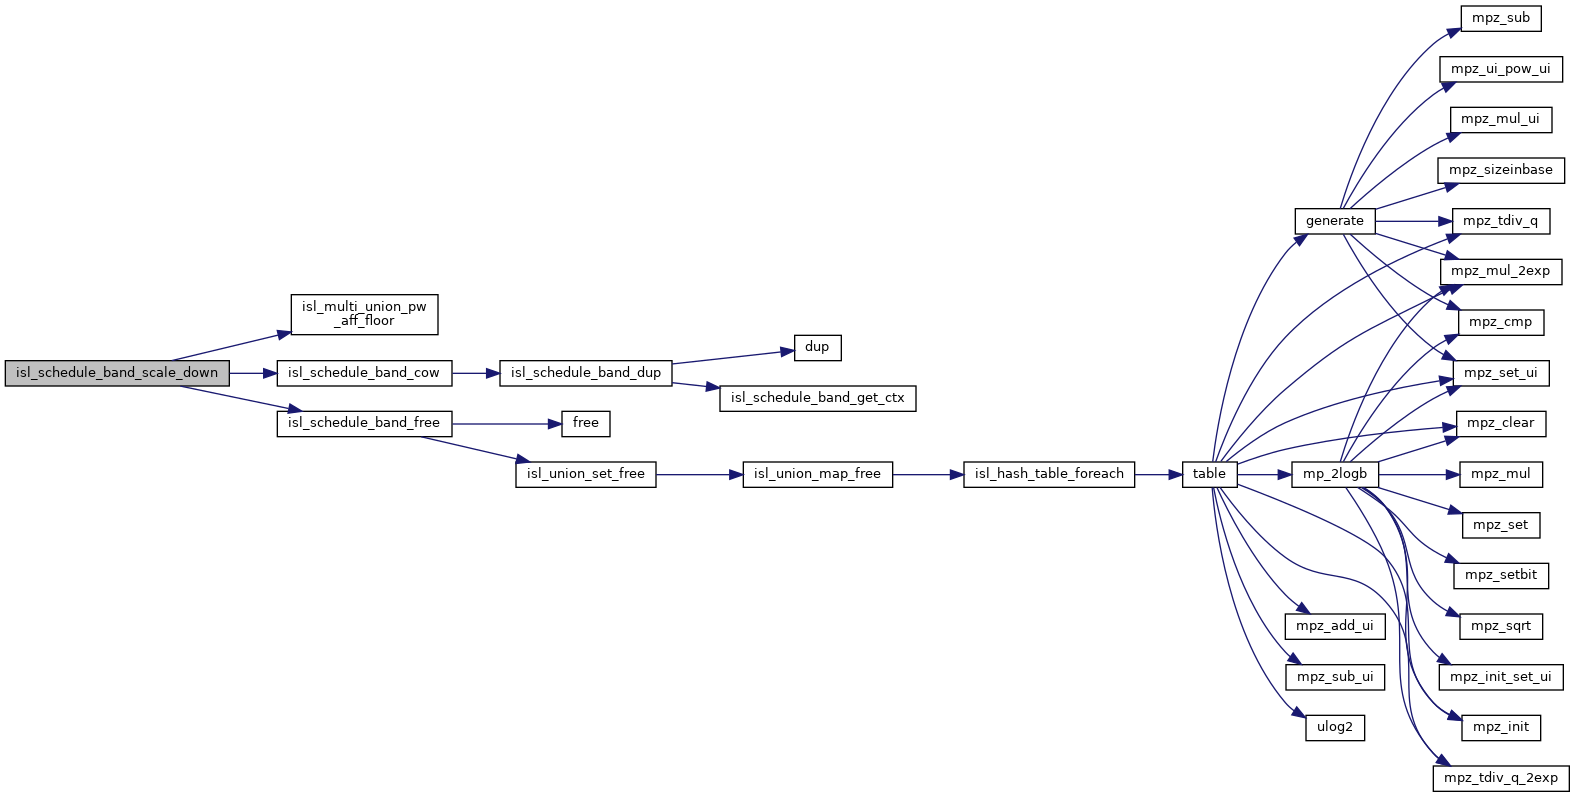 isl_schedule_band_scale_down
isl_multi_union_pw
_aff_floor
isl_schedule_band_cow
isl_schedule_band_free
isl_schedule_band_dup
free
isl_union_set_free
dup
isl_schedule_band_get_ctx
isl_union_map_free
isl_hash_table_foreach
table
generate
mp_2logb
mpz_add_ui
mpz_sub_ui
ulog2
mpz_sub
mpz_ui_pow_ui
mpz_mul_ui
mpz_sizeinbase
mpz_tdiv_q
mpz_mul_2exp
mpz_cmp
mpz_set_ui
mpz_clear
mpz_mul
mpz_set
mpz_setbit
mpz_sqrt
mpz_init_set_ui
mpz_init
mpz_tdiv_q_2exp